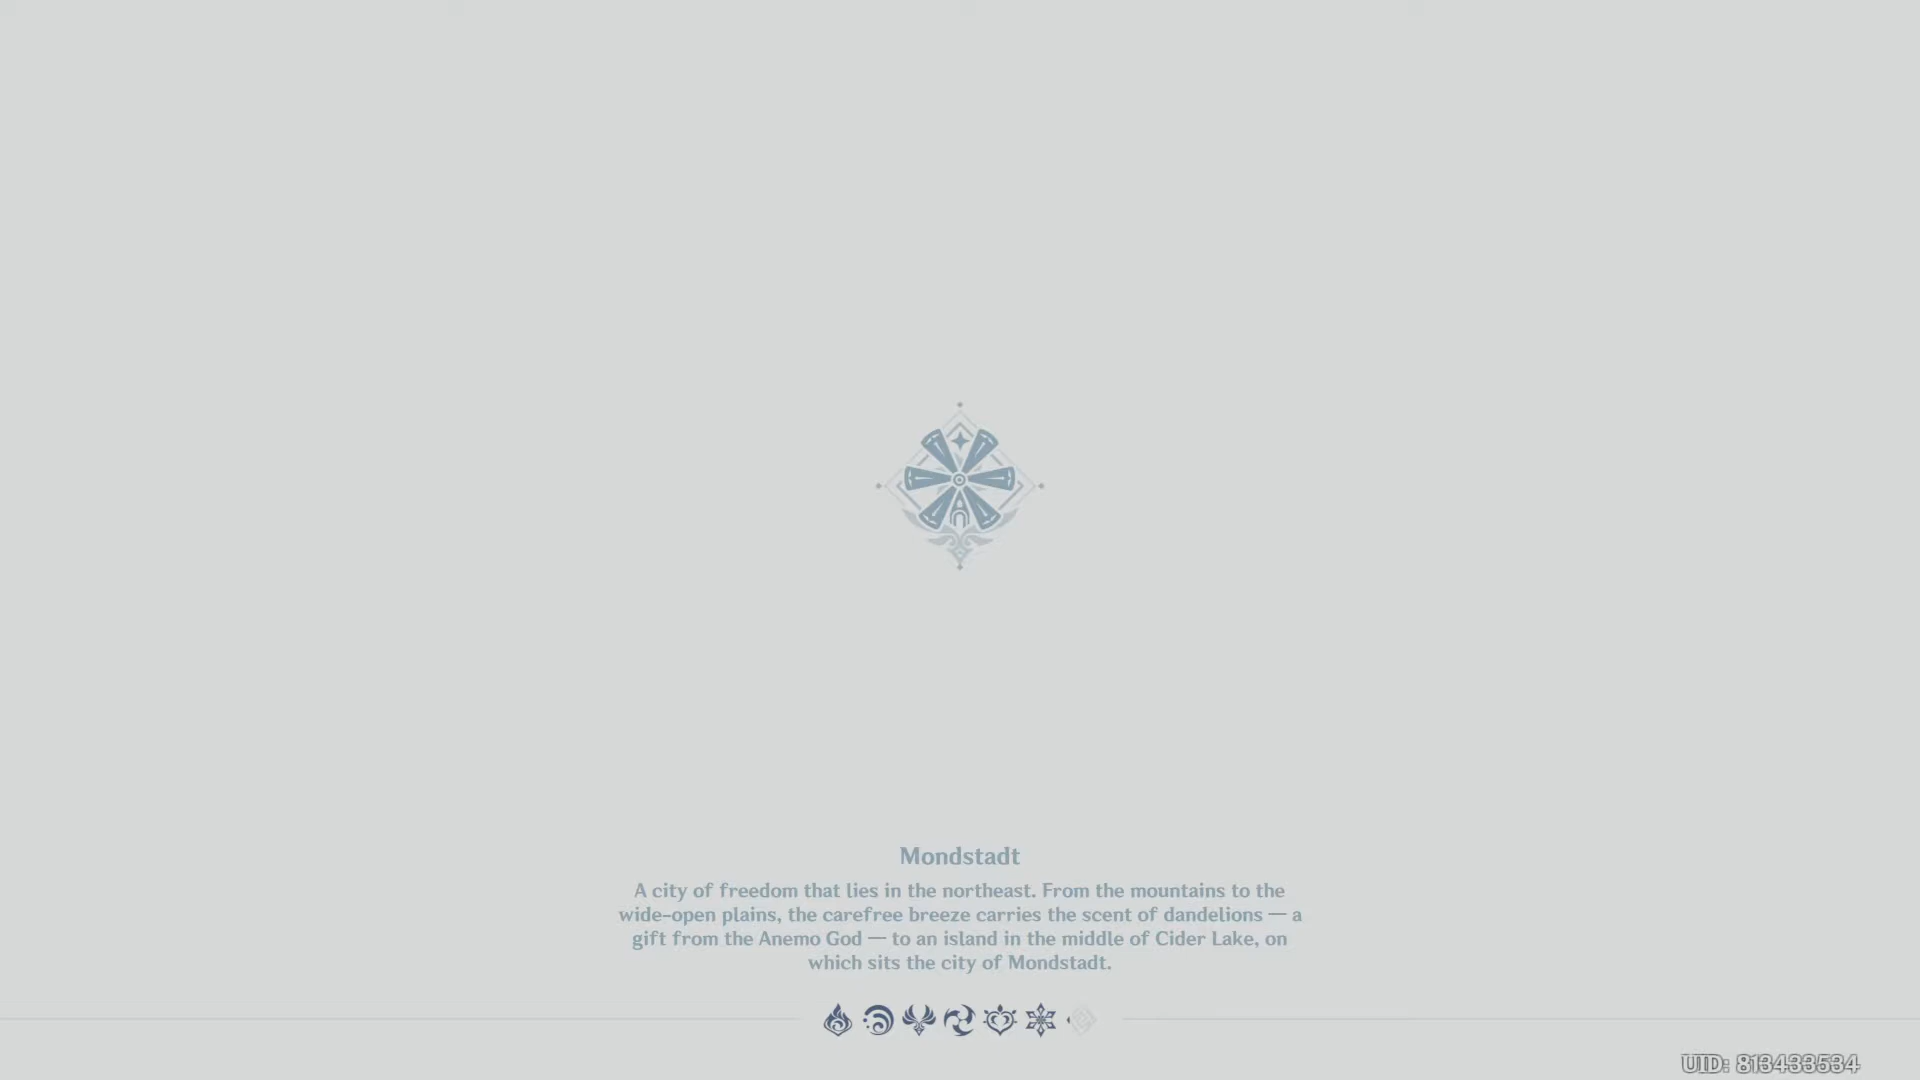 Mondstadt
A city of freedom that lies in the northeast. From the mountains to the
wide-open plains, the carefree breeze carries the scent of dandelions — a
gift from the Anemo God — to an island in the middle of Cider Lake, on
which sits the city of Mondstadt.
UID: 813433534